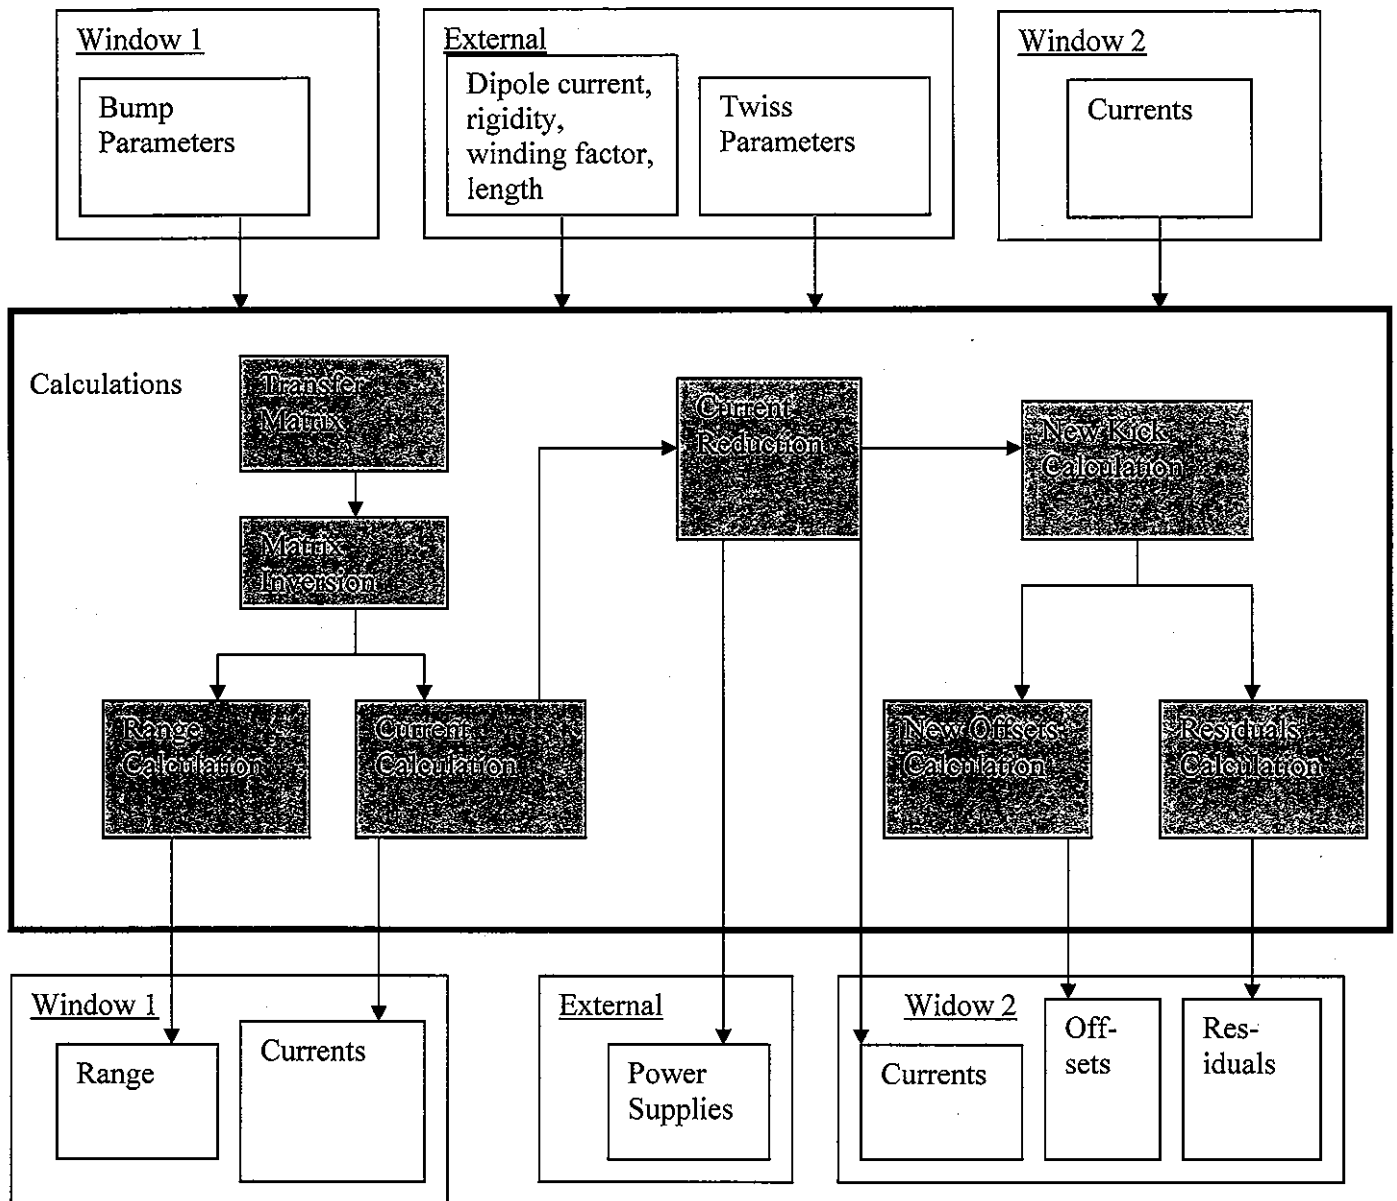 Window 1
Bump
Parameters
External
Dipole current,
rigidity,
winding factor,
length
Twiss
Parameters
Window 2
Currents
Calculations
Transfer
Matrix
Matrix
Inversion
Range
Calculation
Current
Calculation
Current
Reduction
New Kick
Calculation
New Offsets
Calculation
Residuals
Calculation
Window 1
Range
Currents
External
Power
Supplies
Widow 2
Currents
Off-
sets
Res-
iduals